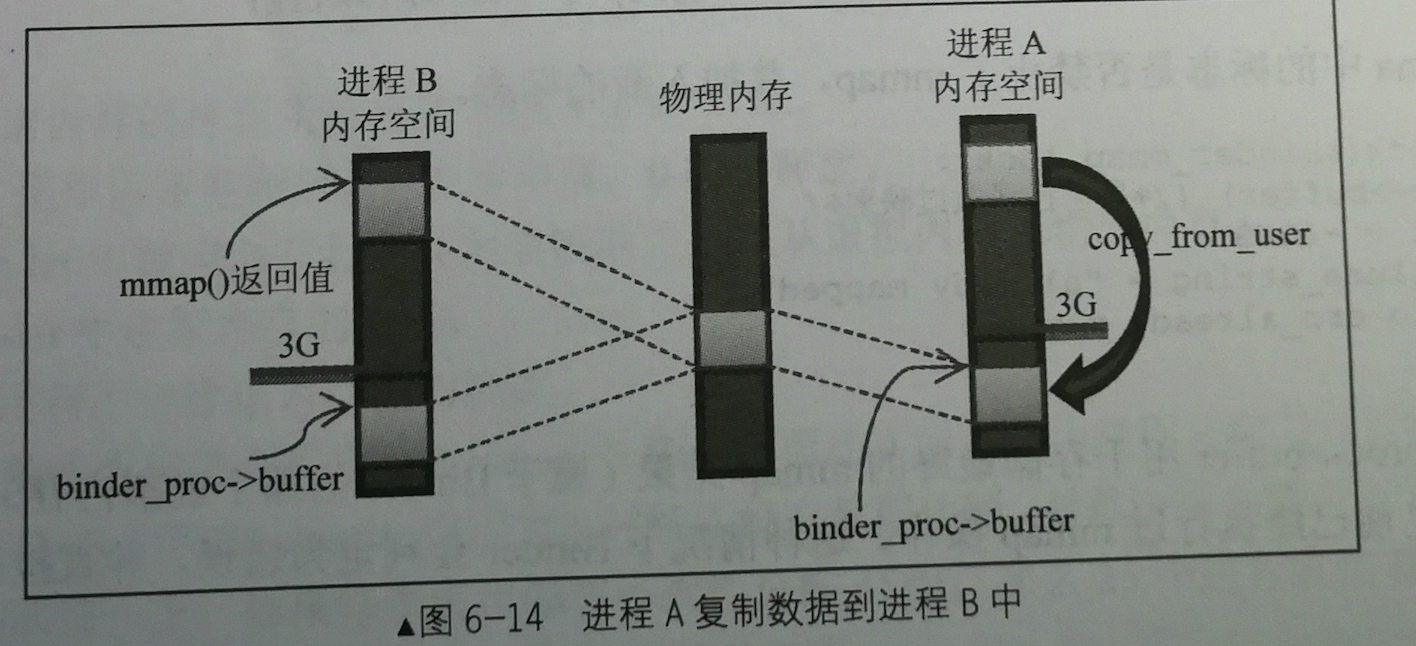 进程 B
内存空间
物理内存
进程 A
内存空间
mmap()返回值
copy_from_user
3G
3G
binder_proc->buffer
binder_proc->buffer
▲图 6-14 进程 A 复制数据到进程 B 中